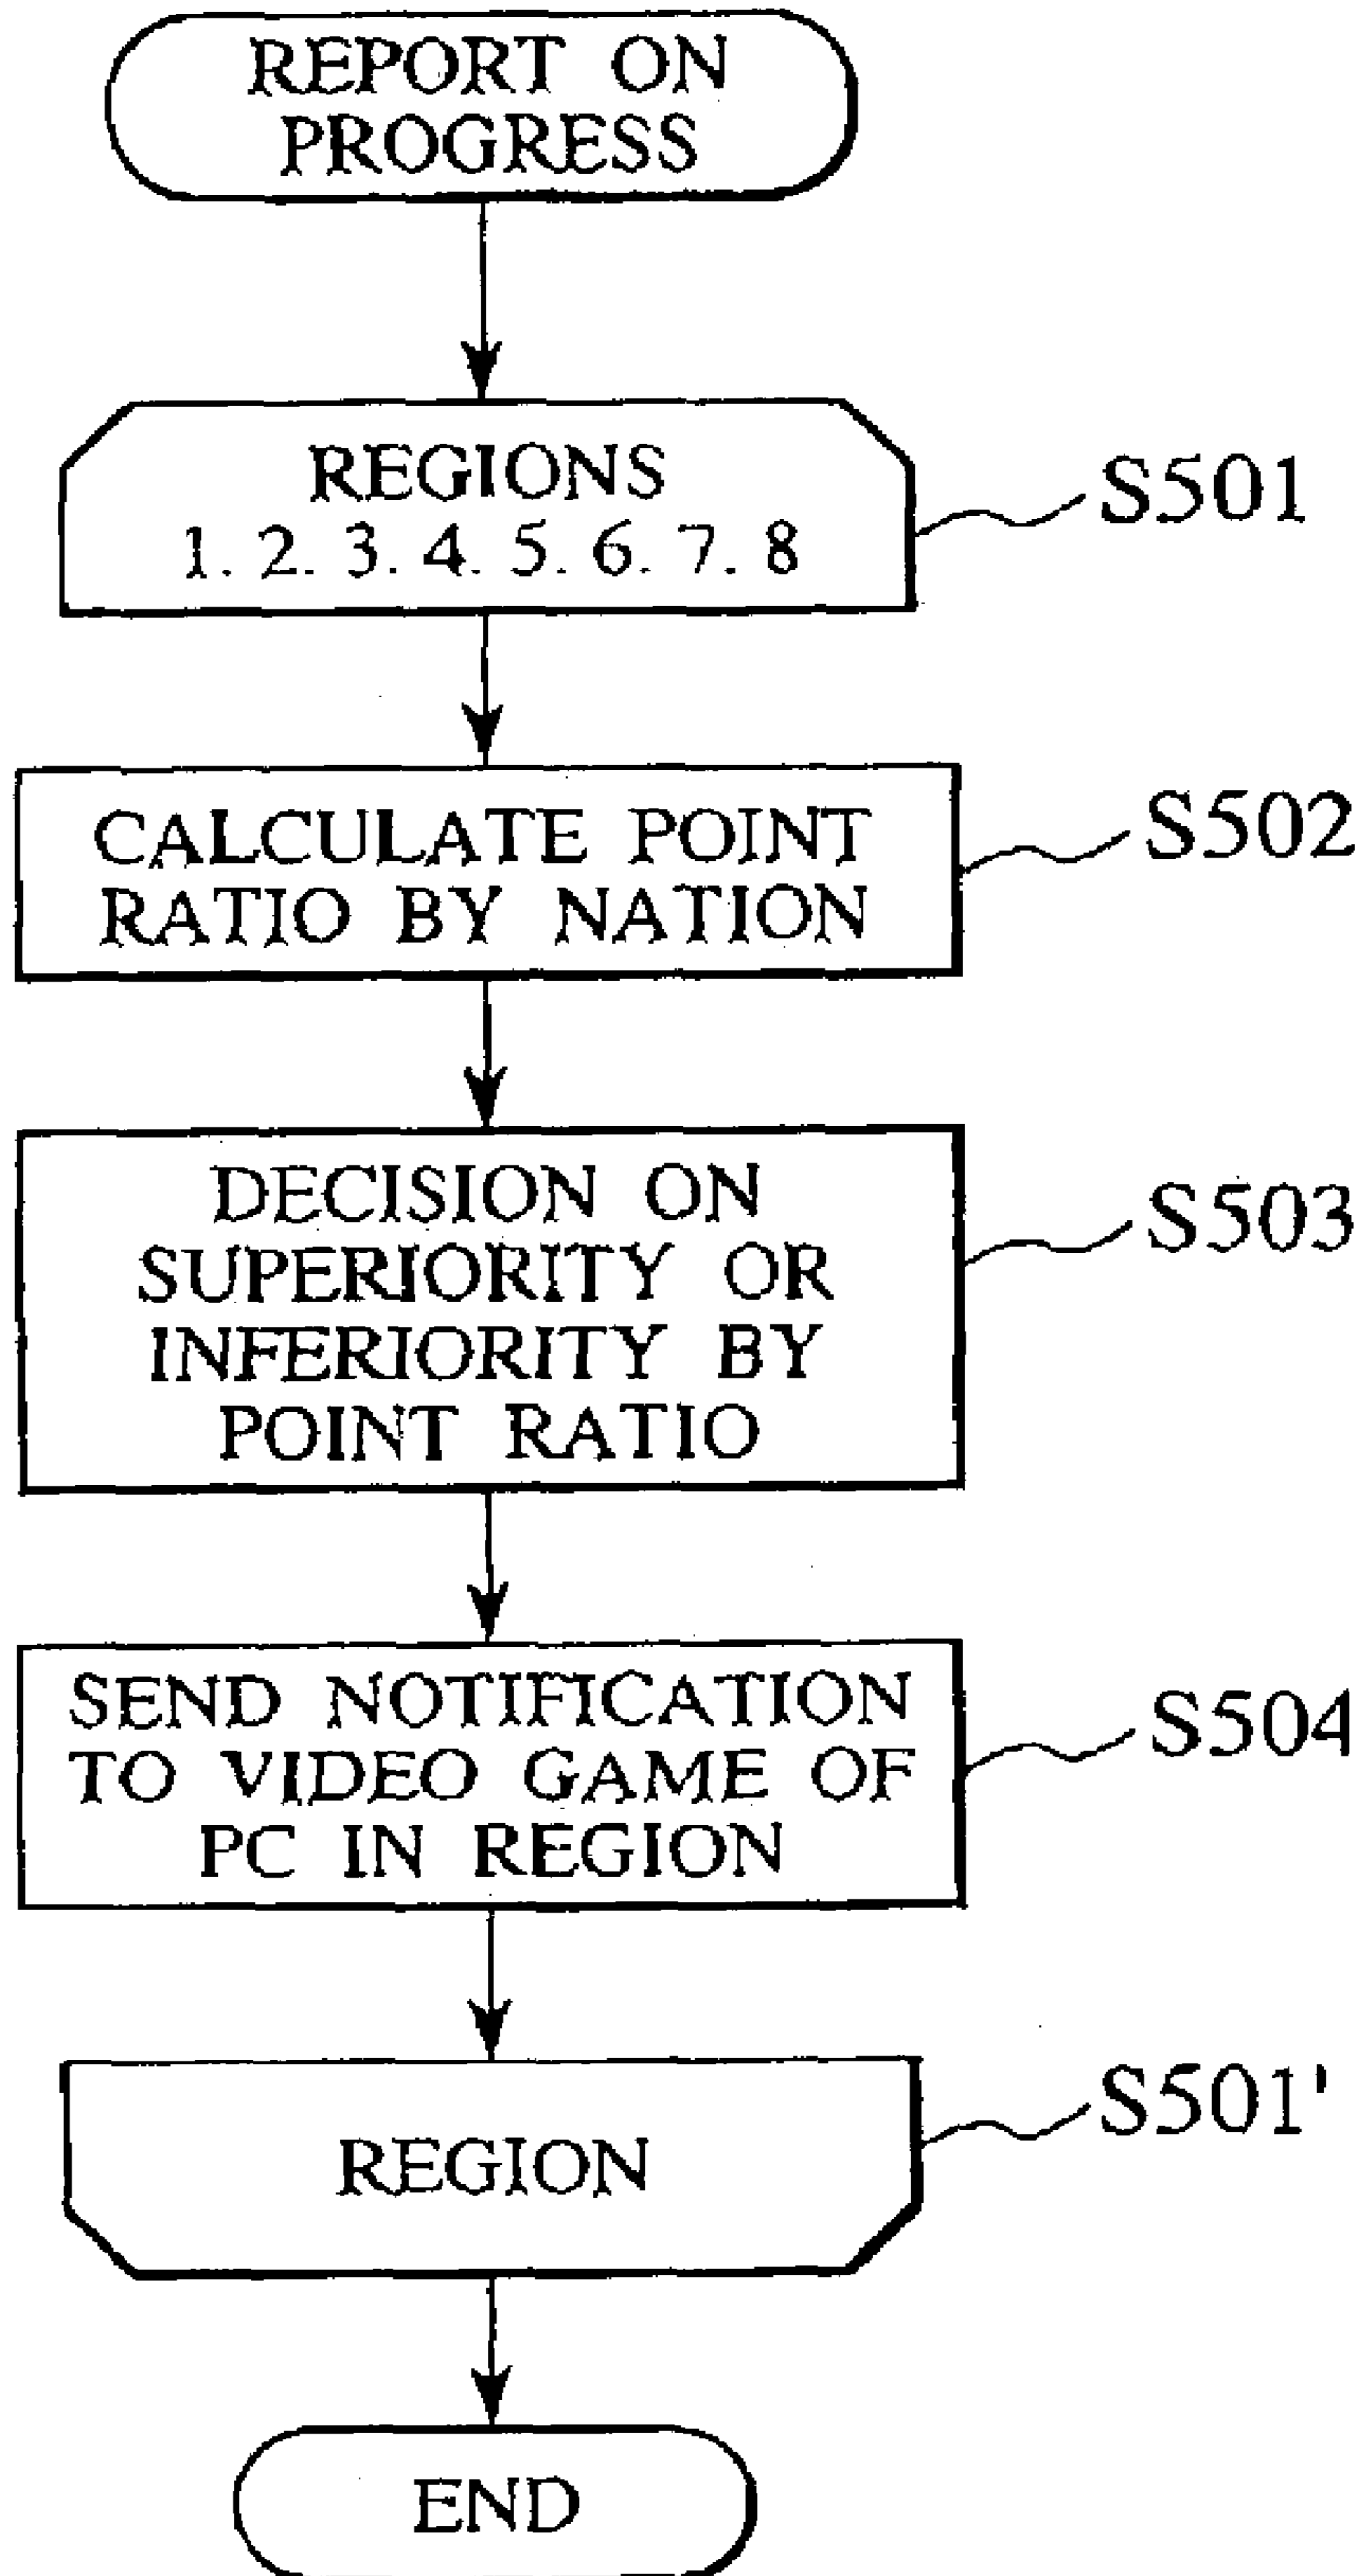 REPORT ON
PROGRESS
REGIONS
1. 2. 3. 4. 5. 6. 7. 8
S501
CALCULATE POINT
RATIO BY NATION
S502
DECISION ON
SUPERIORITY OR
INFERIORITY BY
POINT RATIO
S503
SEND NOTIFICATION
TO VIDEO GAME OF
PC IN REGION
S504
REGION
S501'
END